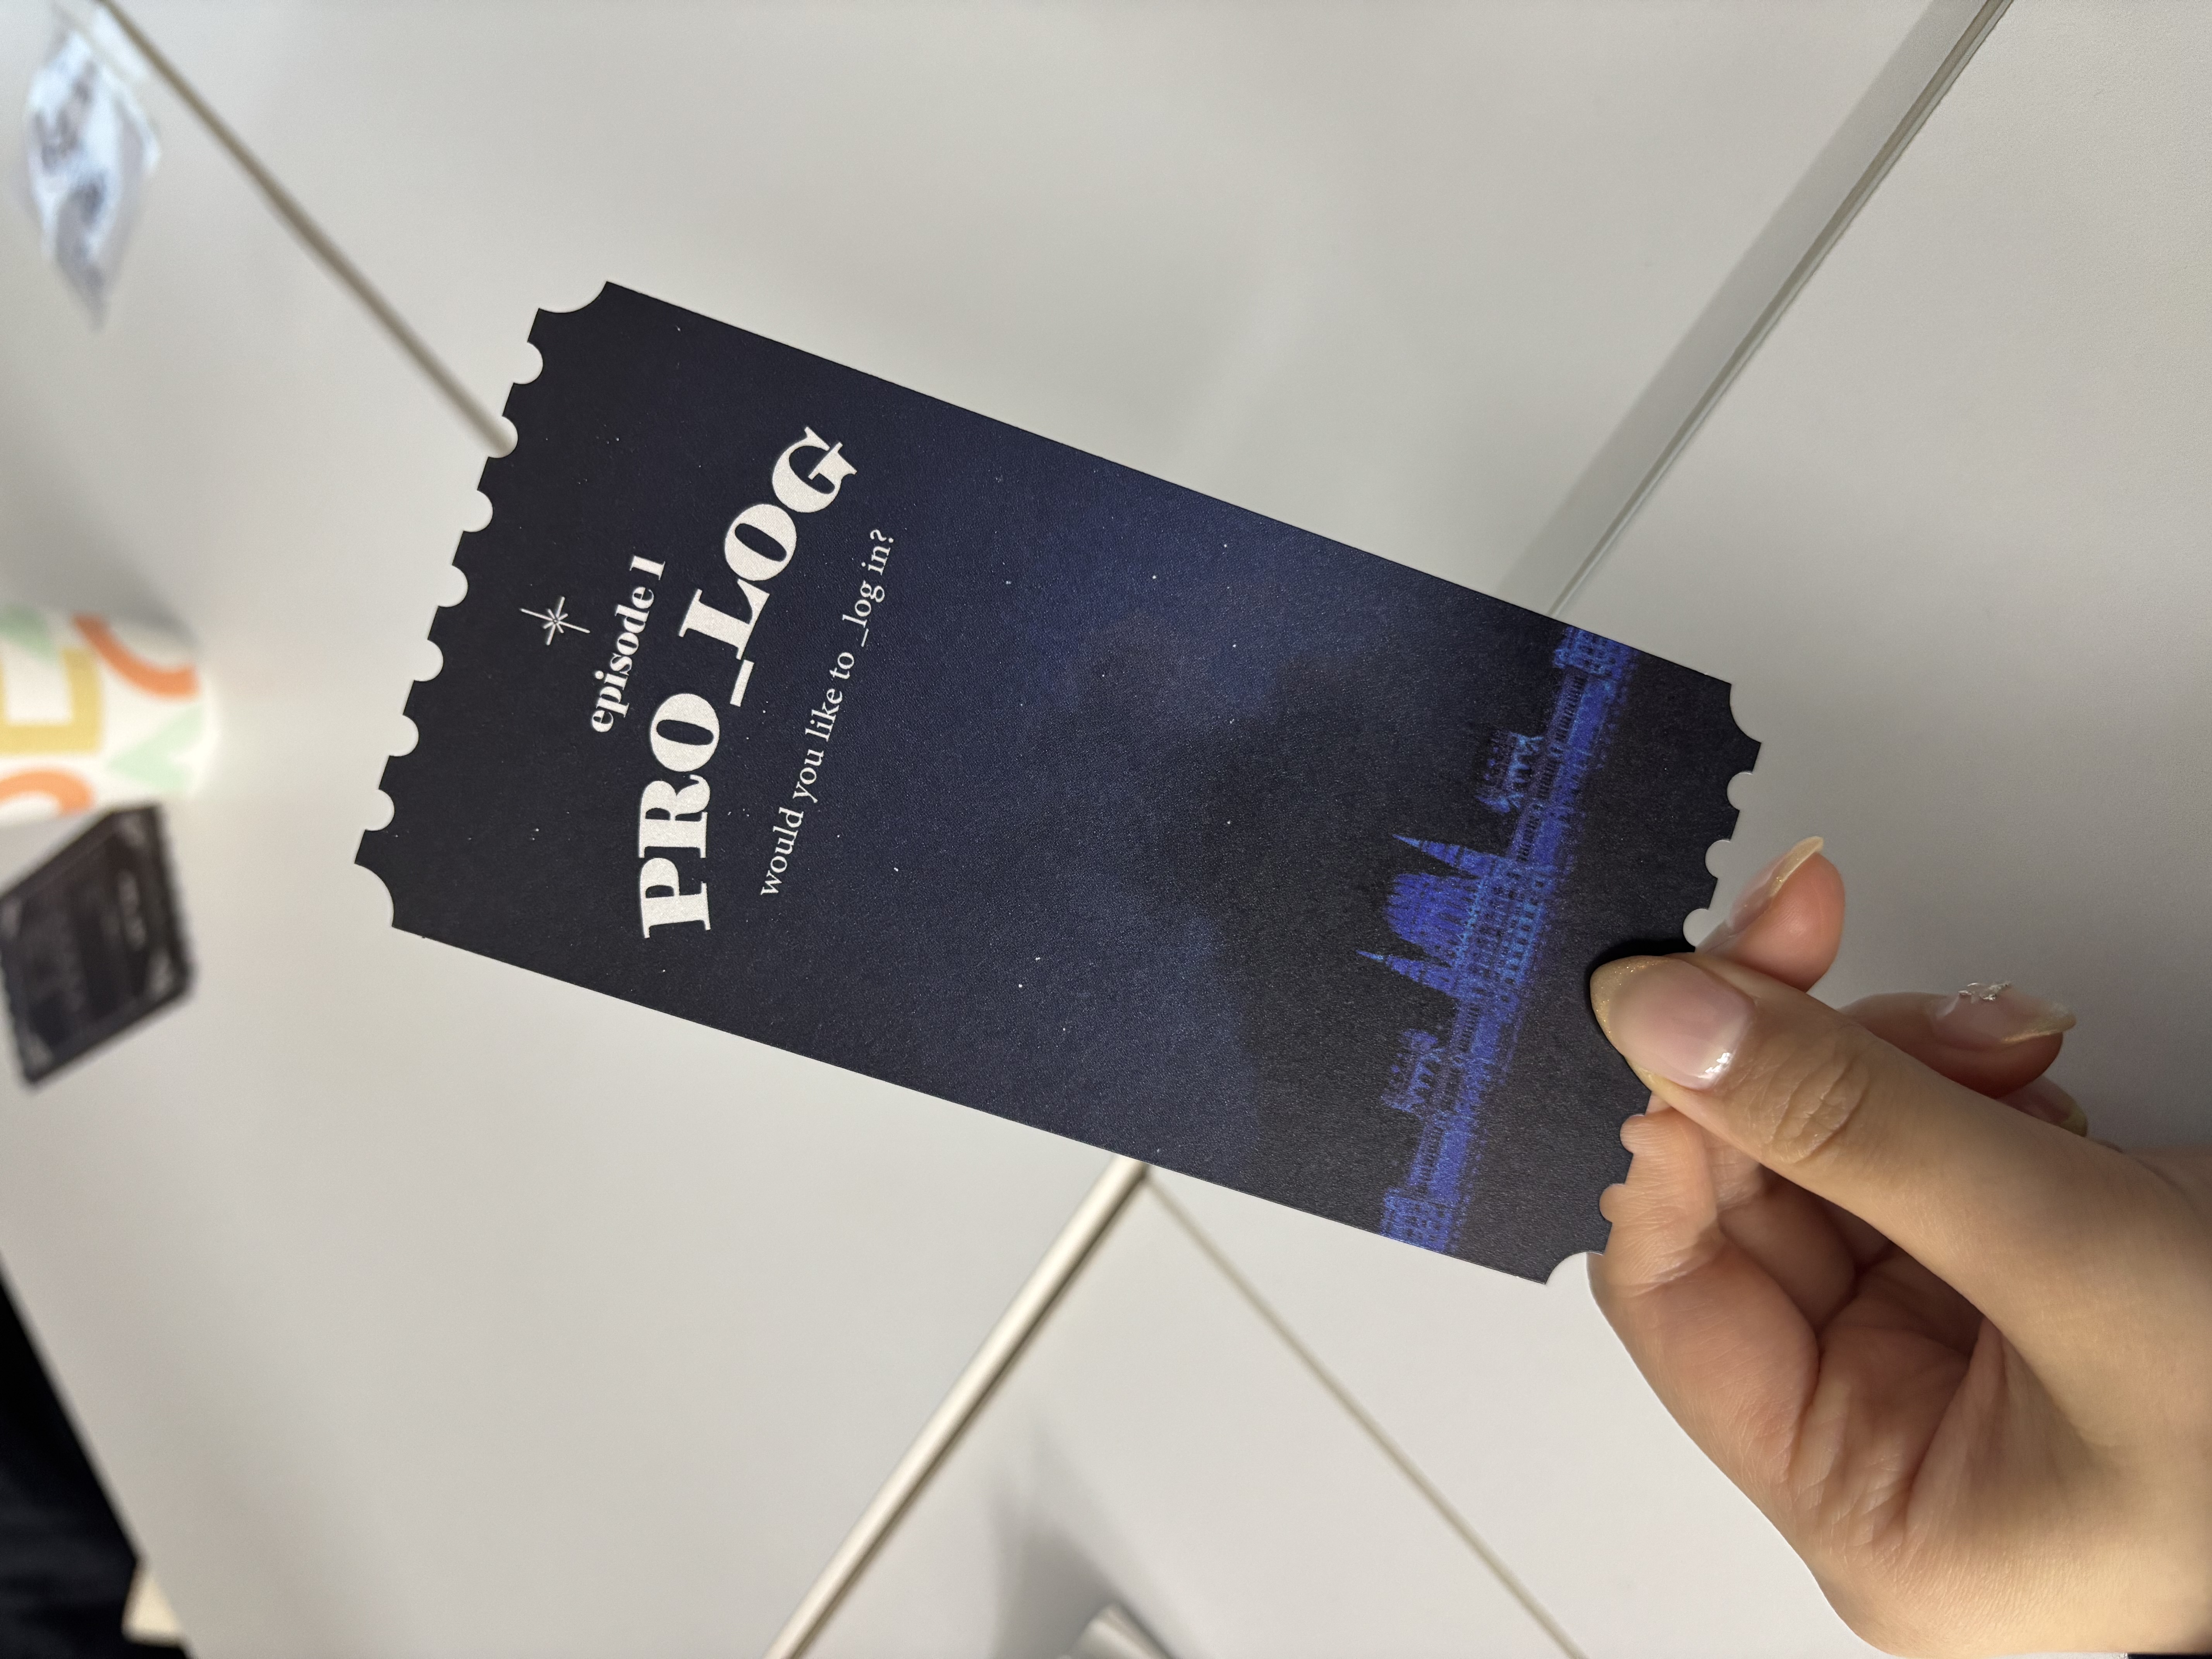 episode 1
PRO_LOG
would you like to _log in?